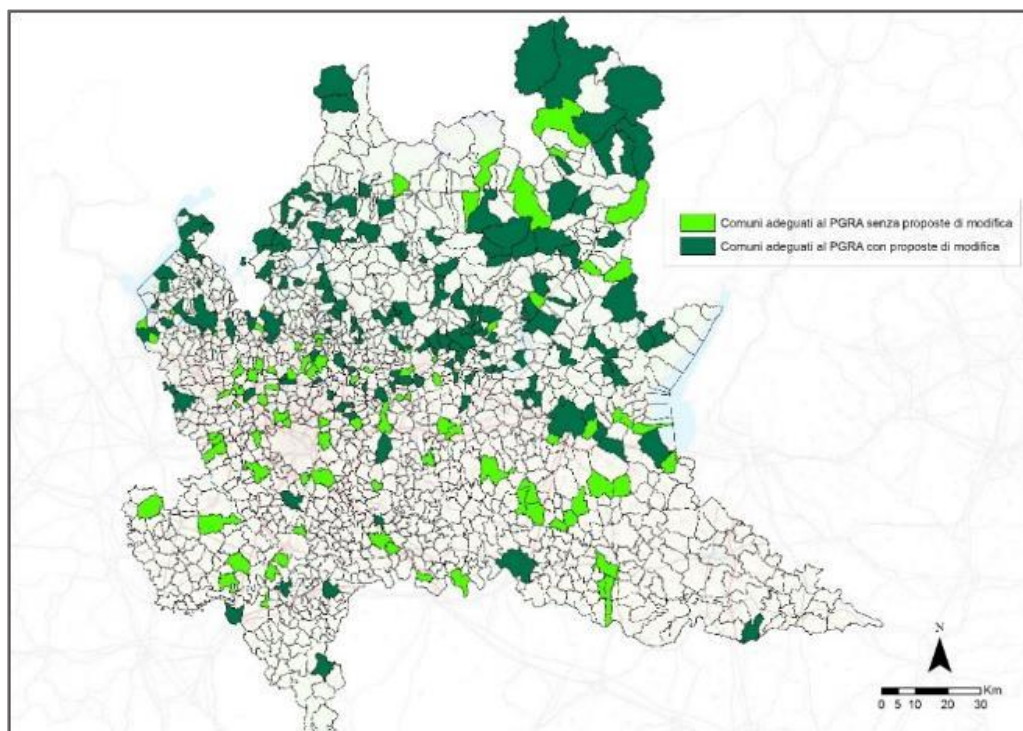 Comuni adeguati al PGRA senza proposte di modifica
Comuni adeguati al PGRA con proposte di modifica
N
Km
0 5 10 20 30